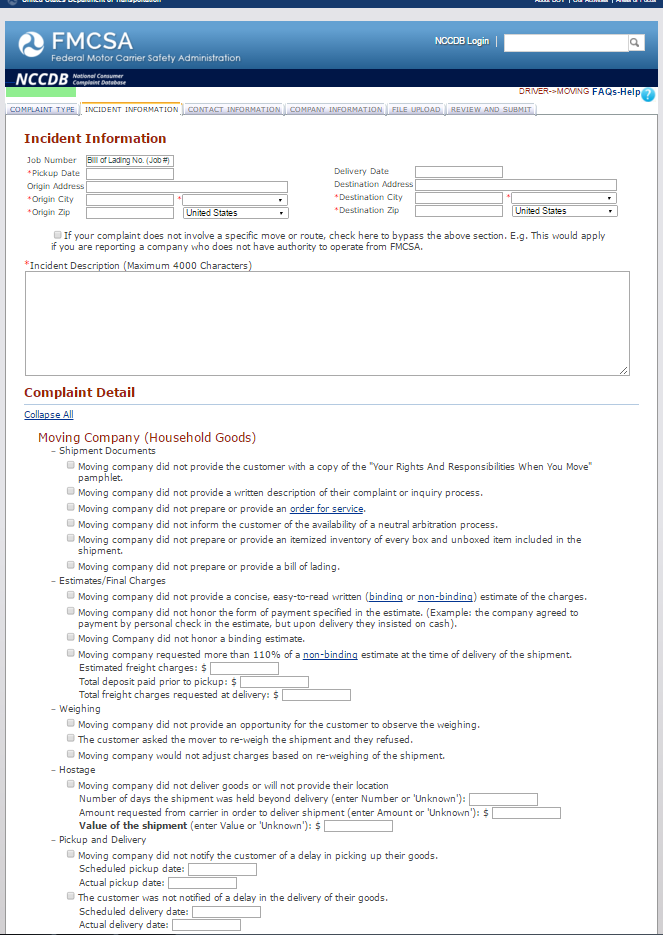 United States Department of Transportation
About DOT | Our Activities | Areas of Focus
FMCSA
Federal Motor Carrier Safety Administration
NCCDB Login |
NCCDB National Consumer Complaint Database
DRIVER->MOVING FAQs-Help ?
COMPLAINT TYPE INCIDENT INFORMATION CONTACT INFORMATION COMPANY INFORMATION FILE UPLOAD REVIEW AND SUBMIT
Incident Information
Job Number Bill of Lading No. (Job #)
*Pickup Date Delivery Date
Origin Address Destination Address
*Origin City * *Destination City *
*Origin Zip United States *Destination Zip United States
If your complaint does not involve a specific move or route, check here to bypass the above section. E.g. This would apply
if you are reporting a company who does not have authority to operate from FMCSA.
*Incident Description (Maximum 4000 Characters)
Complaint Detail
Collapse All
Moving Company (Household Goods)
– Shipment Documents
Moving company did not provide the customer with a copy of the "Your Rights And Responsibilities When You Move"
pamphlet.
Moving company did not provide a written description of their complaint or inquiry process.
Moving company did not prepare or provide an order for service.
Moving company did not inform the customer of the availability of a neutral arbitration process.
Moving company did not prepare or provide an itemized inventory of every box and unboxed item included in the
shipment.
Moving company did not prepare or provide a bill of lading.
– Estimates/Final Charges
Moving company did not provide a concise, easy-to-read written (binding or non-binding) estimate of the charges.
Moving company did not honor the form of payment specified in the estimate. (Example: the company agreed to
payment by personal check in the estimate, but upon delivery they insisted on cash).
Moving Company did not honor a binding estimate.
Moving company requested more than 110% of a non-binding estimate at the time of delivery of the shipment.
Estimated freight charges: $
Total deposit paid prior to pickup: $
Total freight charges requested at delivery: $
– Weighing
Moving company did not provide an opportunity for the customer to observe the weighing.
The customer asked the mover to re-weigh the shipment and they refused.
Moving company would not adjust charges based on re-weighing of the shipment.
– Hostage
Moving company did not deliver goods or will not provide their location
Number of days the shipment was held beyond delivery (enter Number or 'Unknown'):
Amount requested from carrier in order to deliver shipment (enter Amount or 'Unknown'): $
Value of the shipment (enter Value or 'Unknown'): $
– Pickup and Delivery
Moving company did not notify the customer of a delay in picking up their goods.
Scheduled pickup date:
Actual pickup date:
The customer was not notified of a delay in the delivery of their goods.
Scheduled delivery date:
Actual delivery date: